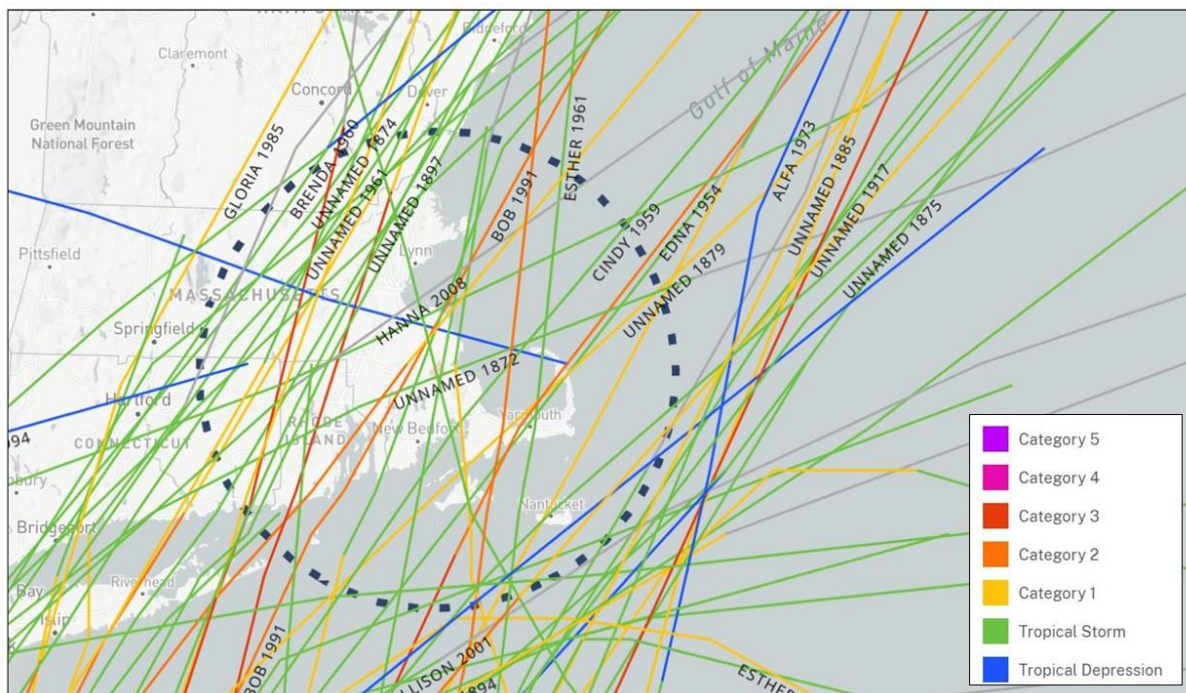 Biddeford
Claremont
Concord
Dover
Gulf of Maine
Green Mountain
National Forest
GLORIA 1985
BRENDA 1960
UNNAMED 1874
UNNAMED 1961
UNNAMED 1897
BOB 1991
ESTHER 1961
CINDY 1959
EDNA 1954
ALFA 1973
UNNAMED 1885
UNNAMED 1917
UNNAMED 1875
UNNAMED 1879
Pittsfield
Lynn
MASSACHUSETTS
HANNA 2008
Springfield
UNNAMED 1872
Hartford
RHODE
ISLAND
New Bedford
Yarmouth
994
CONNECTICUT
bury
Nantucket
Bridgeport
Riverhead
Bay
Islip
BOB 1991
LLISON 2001
1894
ESTHER
Category 5
Category 4
Category 3
Category 2
Category 1
Tropical Storm
Tropical Depression